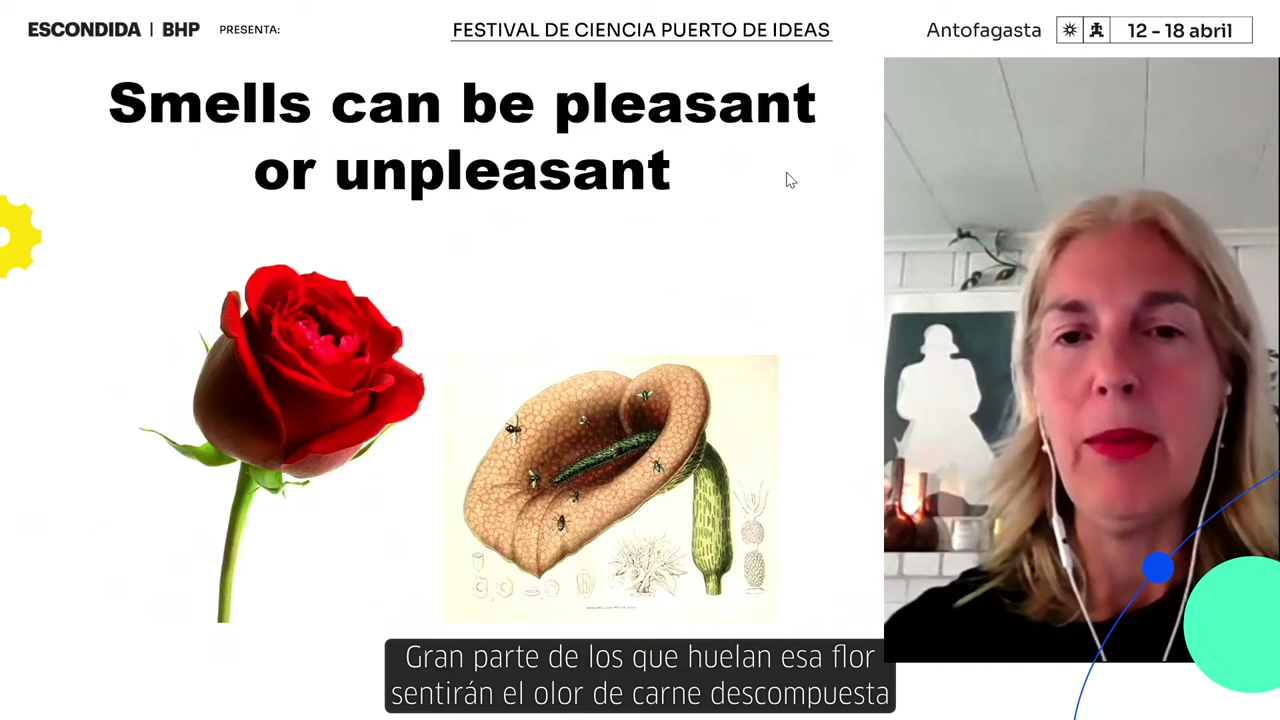 ESCONDIDA | BHP PRESENTA:
FESTIVAL DE CIENCIA PUERTO DE IDEAS
Antofagasta 12 – 18 abril
Smells can be pleasant
or unpleasant
Gran parte de los que huelan esa flor
sentirán el olor de carne descompuesta